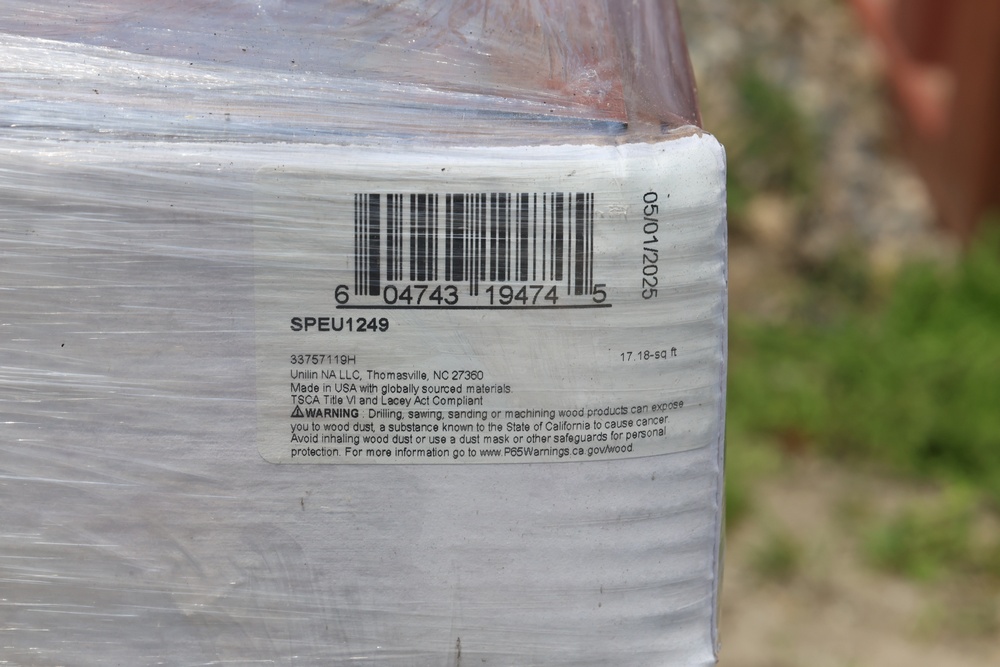 05/01/2025
6 04743 19474 5
SPEU1249
33757119H
17.18-sq ft
Unilin NA LLC, Thomasville, NC 27360
Made in USA with globally sourced materials
TSCA Title VI and Lacey Act Compliant
⚠WARNING : Drilling, sawing, sanding or machining wood products can expose
you to wood dust, a substance known to the State of California to cause cancer.
Avoid inhaling wood dust or use a dust mask or other safeguards for personal
protection. For more information go to www.P65Warnings.ca.gov/wood